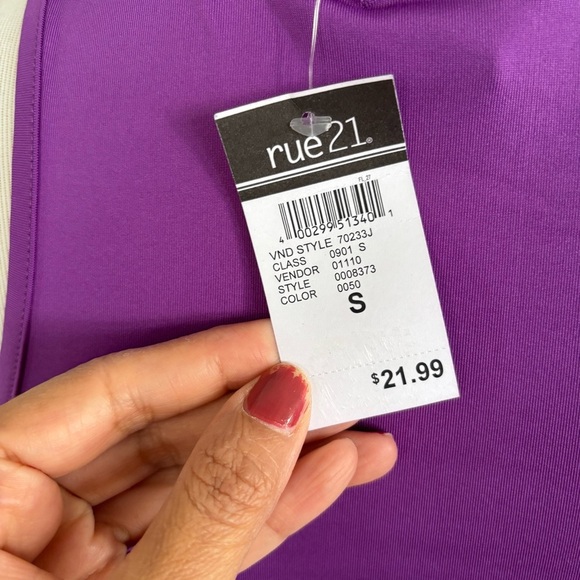 rue21®
FL 27
4 00299 51340 1
VND STYLE 70233J
CLASS 0901 S
VENDOR 01110
STYLE 0008373
COLOR 0050
S
$21.99